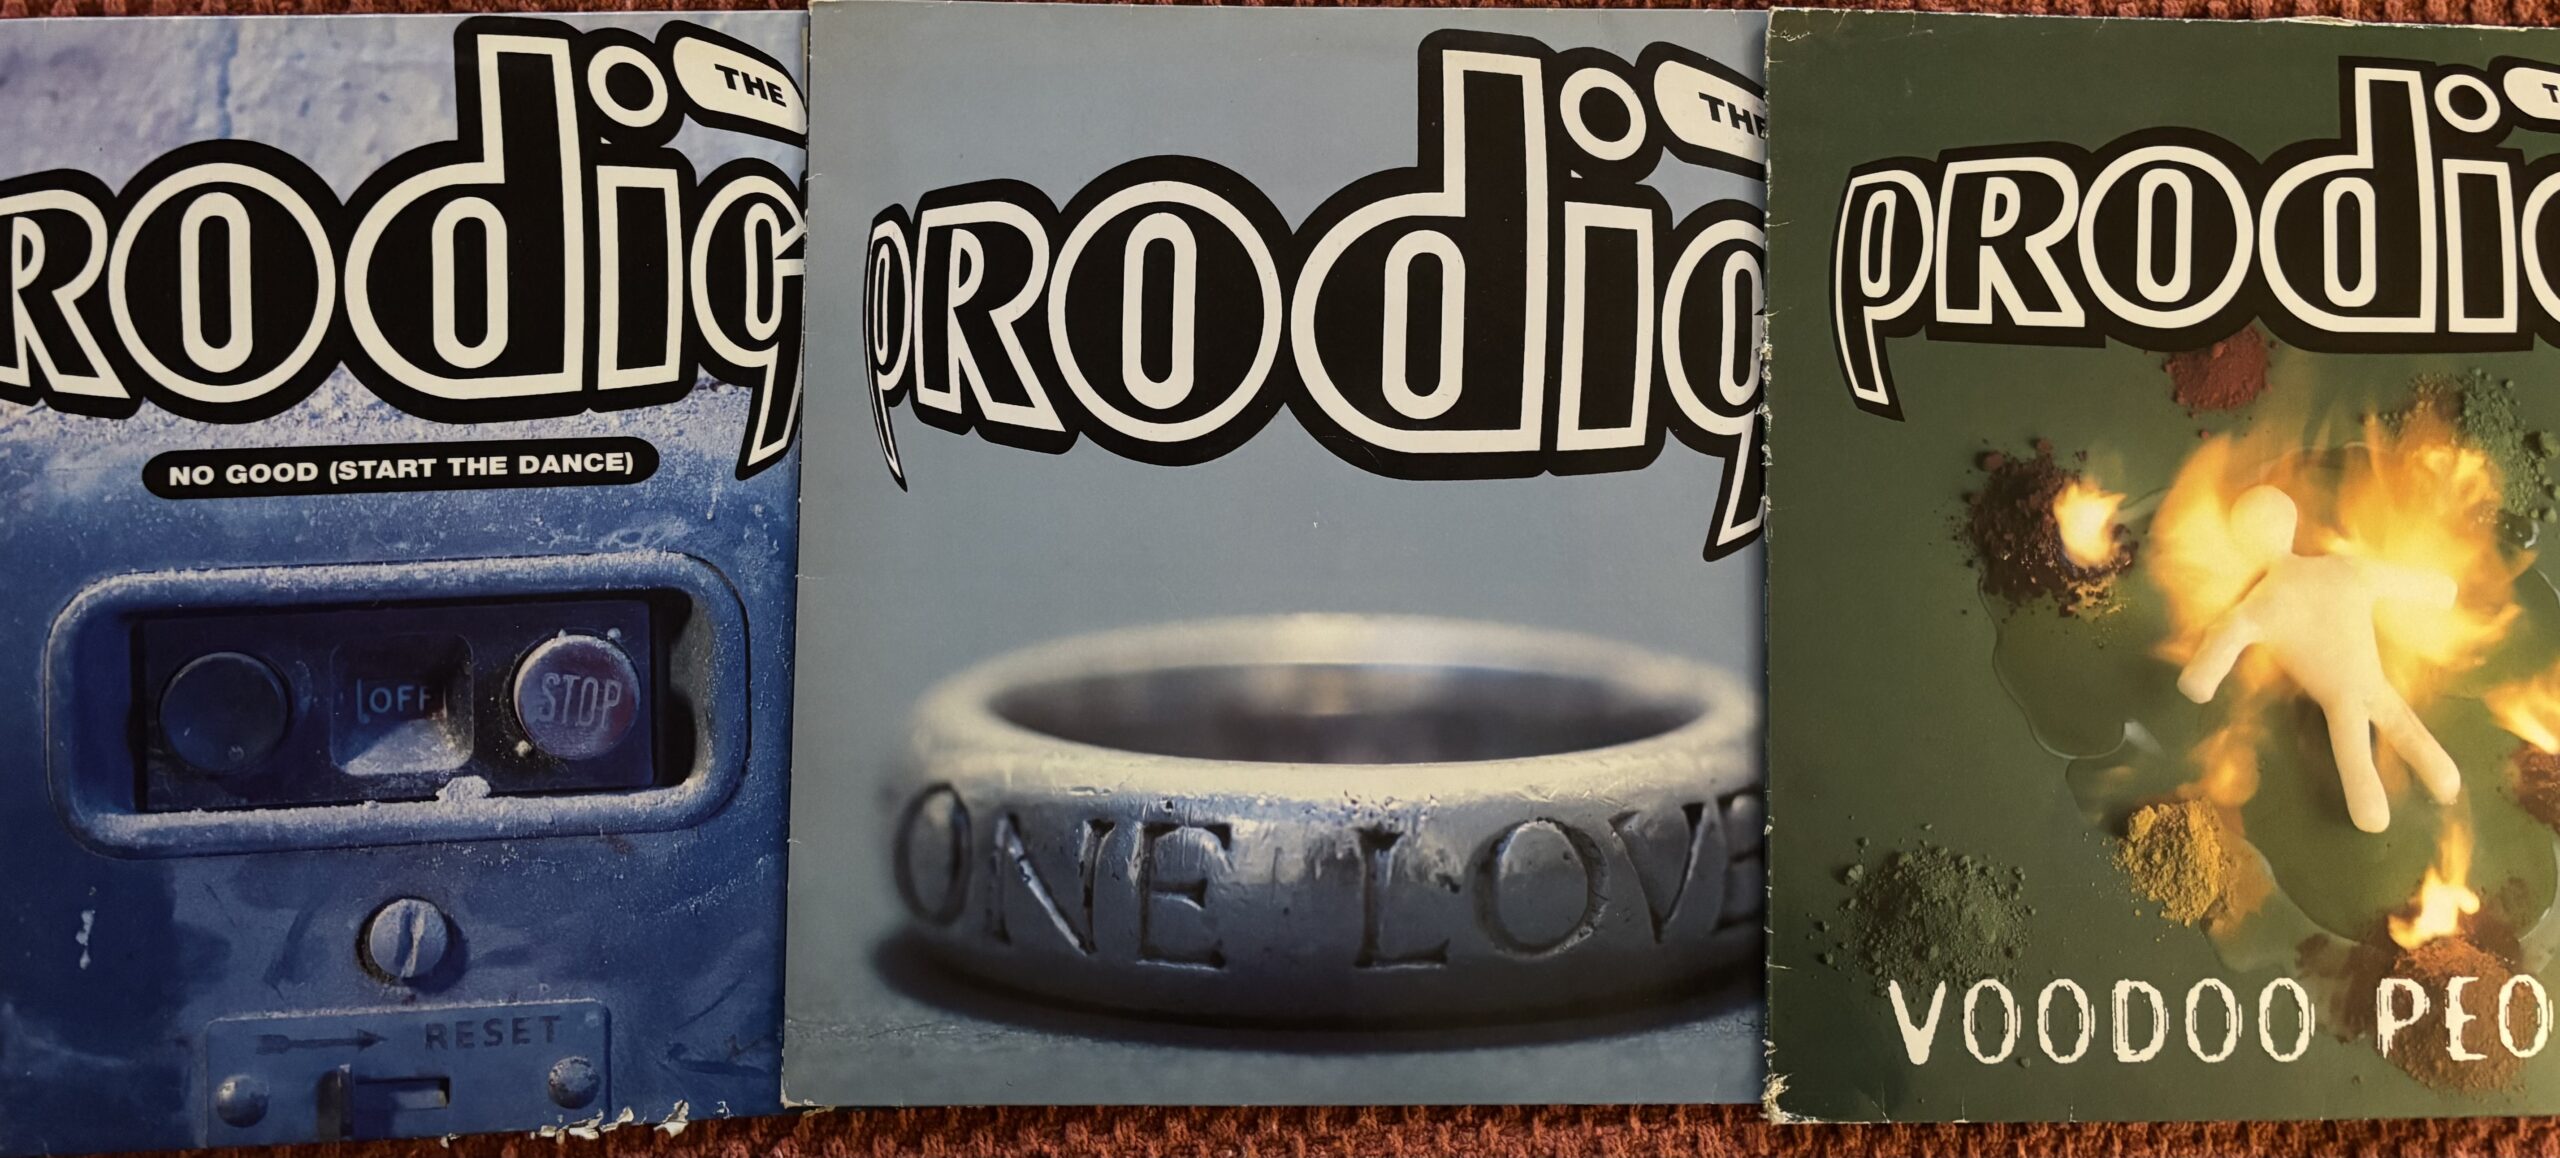 THE
RODIG
NO GOOD (START THE DANCE)
OFF
STOP
RESET
THE
PRODIG
ONE LOVE
T
PRODIG
VOODOO PEO